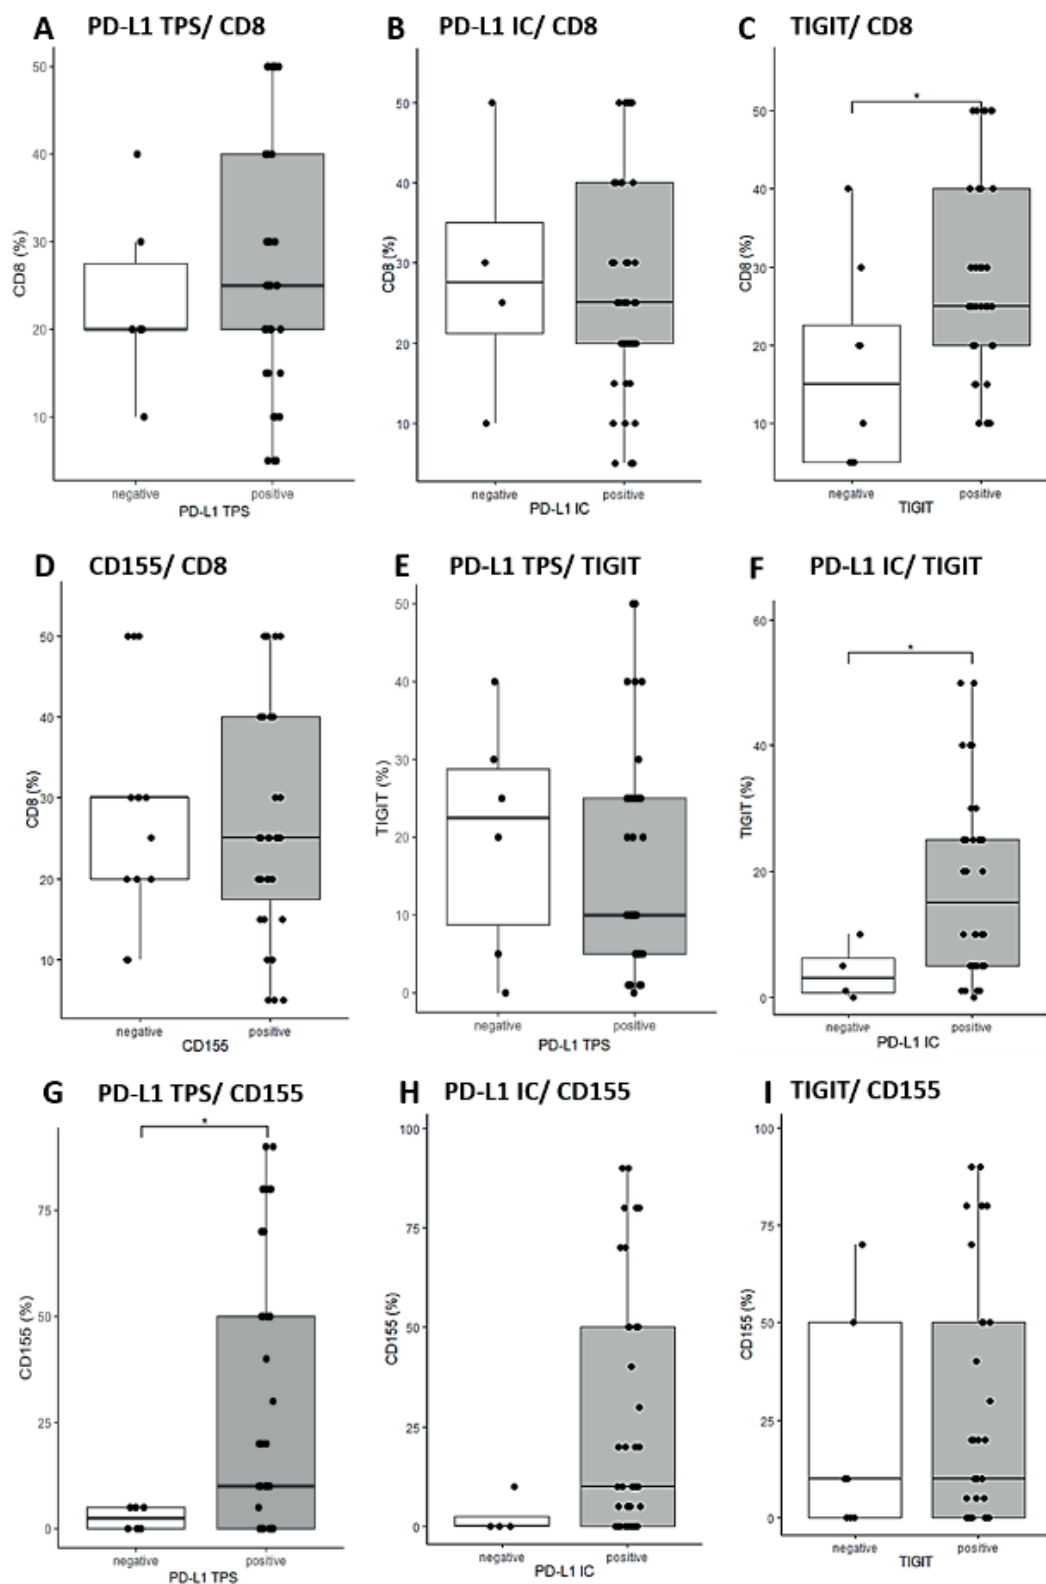 A PD-L1 TPS/ CD8
CD8 (%)
50
40
30
20
10
negative positive
PD-L1 TPS
B PD-L1 IC/ CD8
CD8 (%)
50
40
30
20
10
negative positive
PD-L1 IC
C TIGIT/ CD8
*
CD8 (%)
50
40
30
20
10
negative positive
TIGIT
D CD155/ CD8
CD8 (%)
50
40
30
20
10
negative positive
CD155
E PD-L1 TPS/ TIGIT
TIGIT (%)
50
40
30
20
10
0
negative positive
PD-L1 TPS
F PD-L1 IC/ TIGIT
*
TIGIT (%)
60
40
20
0
negative positive
PD-L1 IC
G PD-L1 TPS/ CD155
*
CD155 (%)
75
50
25
0
negative positive
PD-L1 TPS
H PD-L1 IC/ CD155
CD155 (%)
100
75
50
25
0
negative positive
PD-L1 IC
I TIGIT/ CD155
CD155 (%)
100
75
50
25
0
negative positive
TIGIT